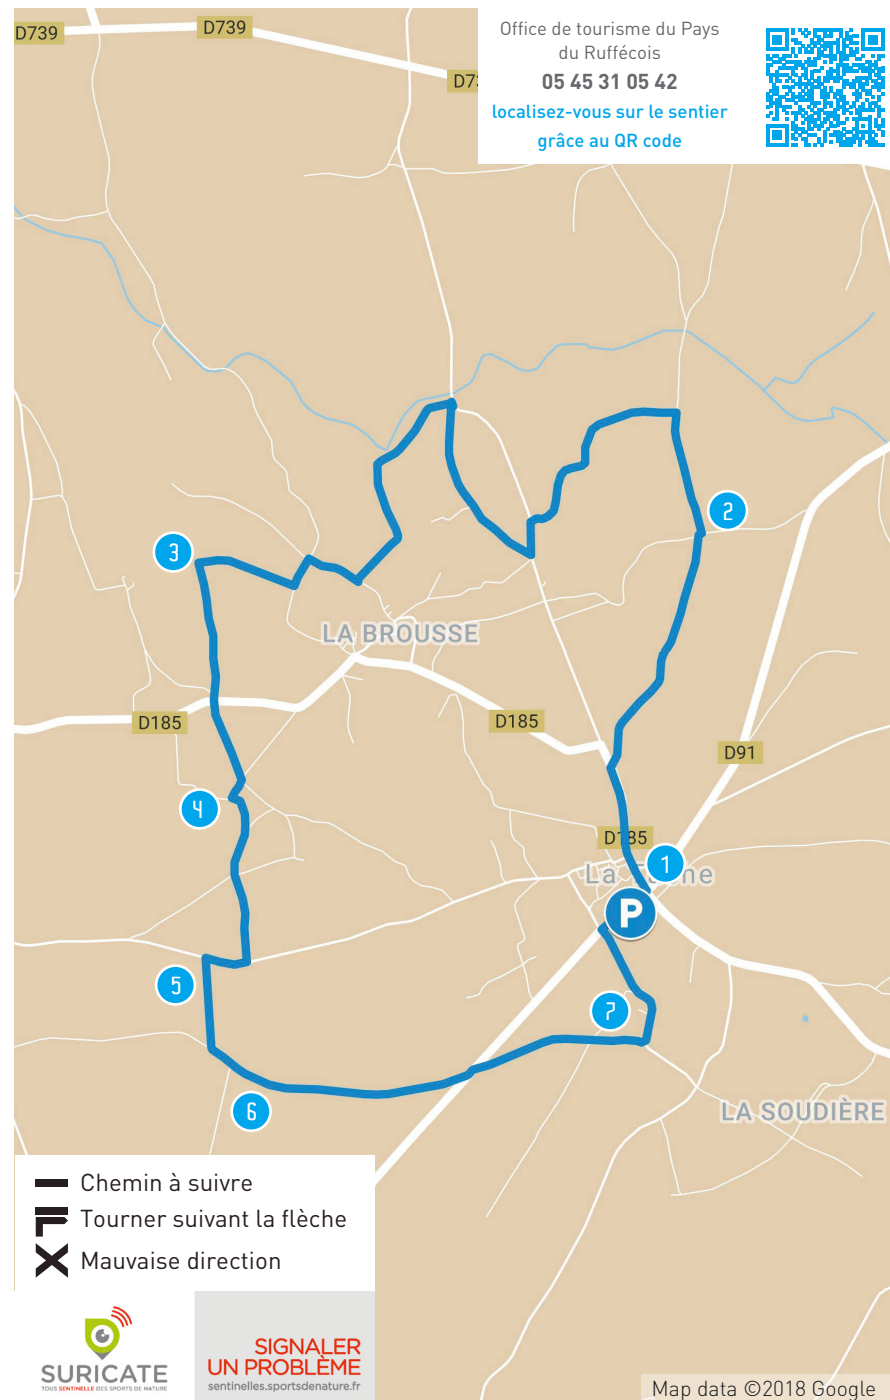 D739
D739
Office de tourisme du Pays
du Ruffécois
05 45 31 05 42
localisez-vous sur le sentier
grâce au QR code
2
3
LA BROUSSE
D185
D185
D91
4
D185
1
La
P
5
7
6
LA SOUDIÈRE
Chemin à suivre
Tourner suivant la flèche
Mauvaise direction
SURICATE
TOUS SENTINELLE DES SPORTS DE NATURE
SIGNALER
UN PROBLÈME
sentinelles.sportsdenature.fr
Map data ©2018 Google